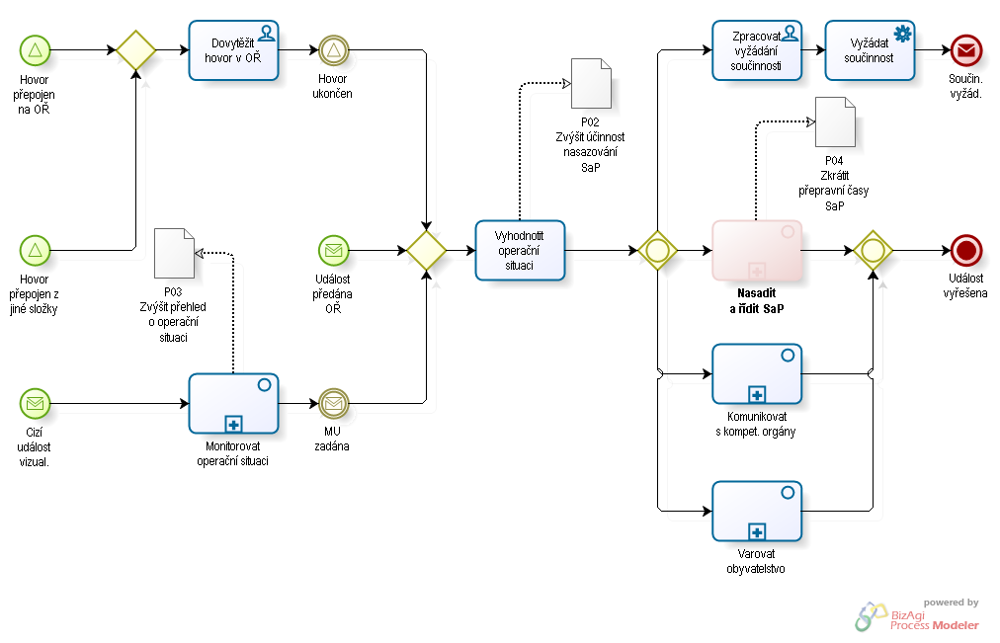 Hovor
přepojen
na OŘ
Dovytěžit
hovor v OŘ
Hovor
ukončen
P02
Zvýšit účinnost
nasazování
SaP
Zpracovat
vyžádání
součinnosti
Vyžádat
součinnost
Součin.
vyžád.
P04
Zkrátit
přepravní časy
SaP
Hovor
přepojen z
jiné složky
P03
Zvýšit přehled
o operační
situaci
Událost
předána
OŘ
Vyhodnotit
operační
situaci
Nasadit
a řídit SaP
Událost
vyřešena
Cizí
událost
vizual.
Monitorovat
operační situaci
MU
zadána
Komunikovat
s kompet. orgány
Varovat
obyvatelstvo
powered by
BizAgi
Process Modeler